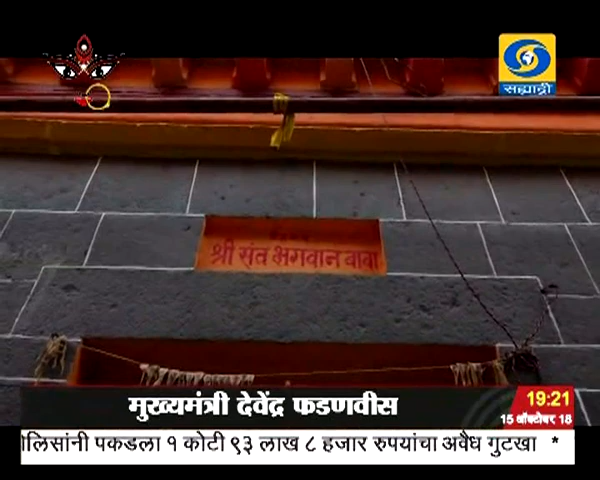 सह्याद्री
श्री संत भगवान बाबा
मुख्यमंत्री देवेंद्र फडणवीस
19:21
15 ऑक्टोबर 18
लिसांनी पकडला १ कोटी ९३ लाख ८ हजार रुपयांचा अवैध गुटखा *